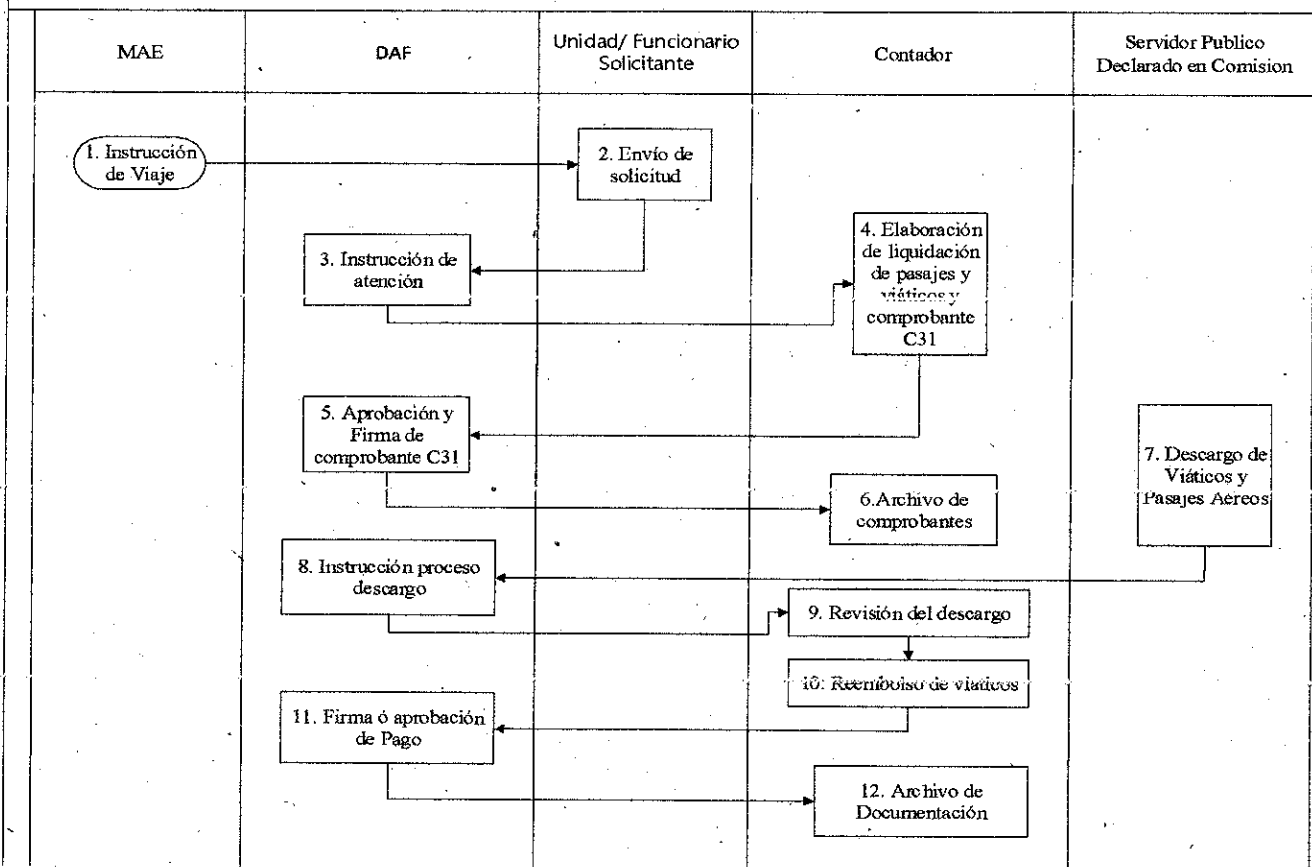 MAE
DAF
Unidad/ Funcionario
Solicitante
Contador
Servidor Publico
Declarado en Comision
1. Instrucción
de Viaje
2. Envío de
solicitud
3. Instrucción de
atención
4. Elaboración
de liquidación
de pasajes y
viáticos y
comprobante
C31
5. Aprobación y
Firma de
comprobante C31
6.Archivo de
comprobantes
7. Descargo de
Viáticos y
Pasajes Aéreos
8. Instrucción proceso
descargo
9. Revisión del descargo
10: Reembolso de viaticos
11. Firma ó aprobación
de Pago
12. Archivo de
Documentación